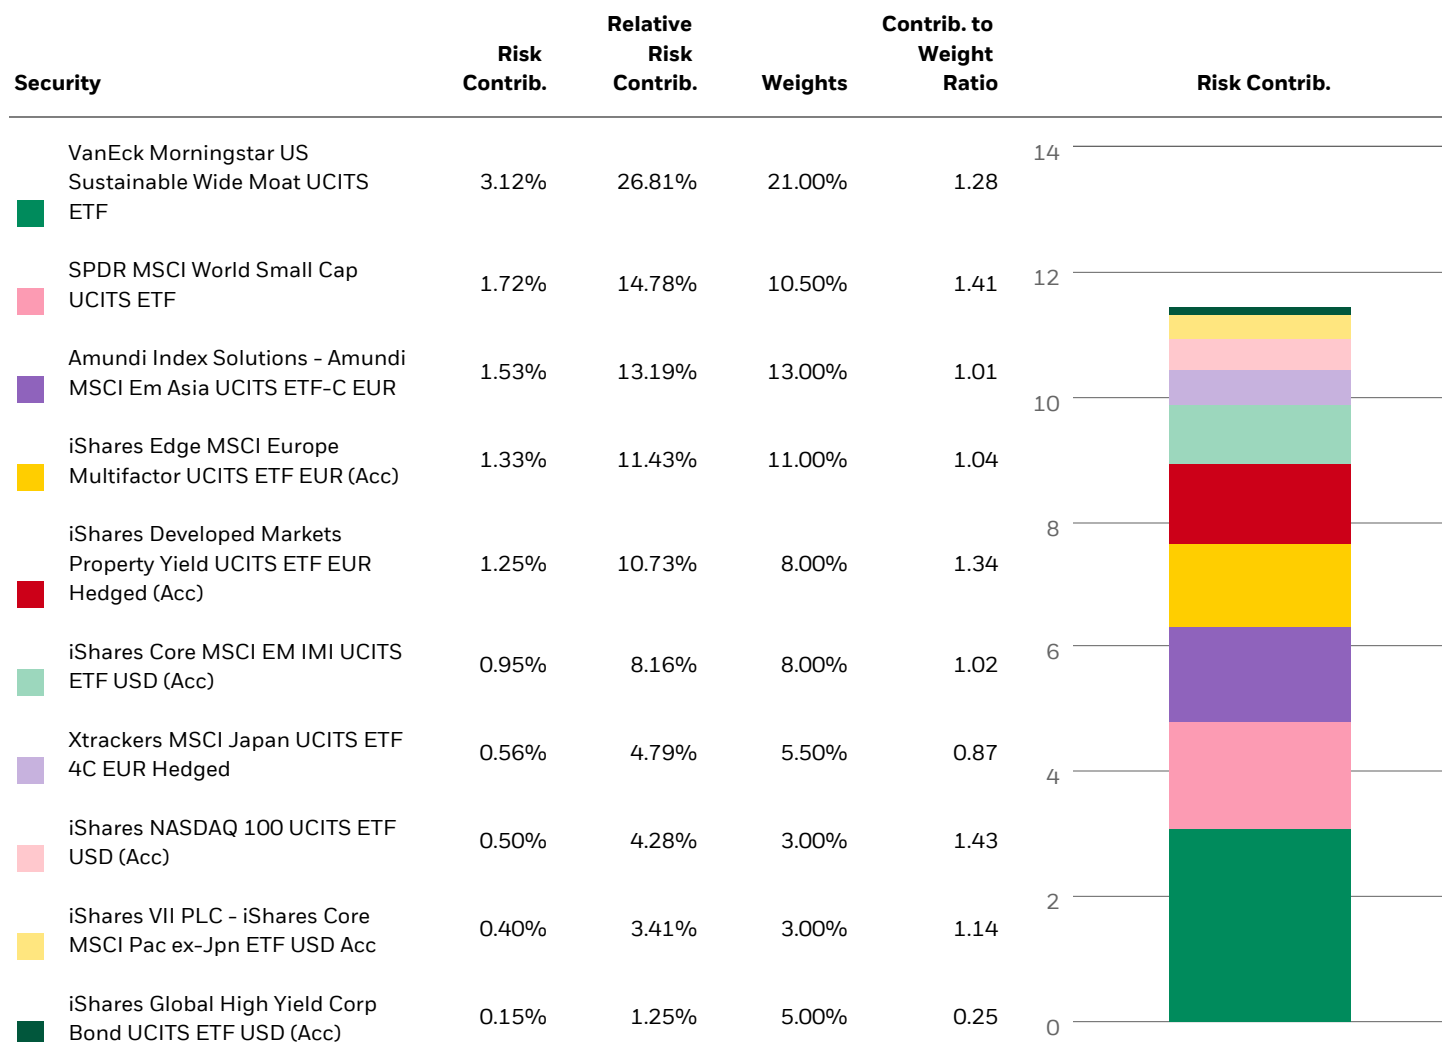 Security
Risk
Contrib.
Relative
Risk
Contrib.
Weights
Contrib. to
Weight
Ratio
Risk Contrib.
VanEck Morningstar US
Sustainable Wide Moat UCITS
ETF
3.12% 26.81% 21.00% 1.28
SPDR MSCI World Small Cap
UCITS ETF
1.72% 14.78% 10.50% 1.41
Amundi Index Solutions - Amundi
MSCI Em Asia UCITS ETF-C EUR
1.53% 13.19% 13.00% 1.01
iShares Edge MSCI Europe
Multifactor UCITS ETF EUR (Acc)
1.33% 11.43% 11.00% 1.04
iShares Developed Markets
Property Yield UCITS ETF EUR
Hedged (Acc)
1.25% 10.73% 8.00% 1.34
iShares Core MSCI EM IMI UCITS
ETF USD (Acc)
0.95% 8.16% 8.00% 1.02
Xtrackers MSCI Japan UCITS ETF
4C EUR Hedged
0.56% 4.79% 5.50% 0.87
iShares NASDAQ 100 UCITS ETF
USD (Acc)
0.50% 4.28% 3.00% 1.43
iShares VII PLC - iShares Core
MSCI Pac ex-Jpn ETF USD Acc
0.40% 3.41% 3.00% 1.14
iShares Global High Yield Corp
Bond UCITS ETF USD (Acc)
0.15% 1.25% 5.00% 0.25
14
12
10
8
6
4
2
0